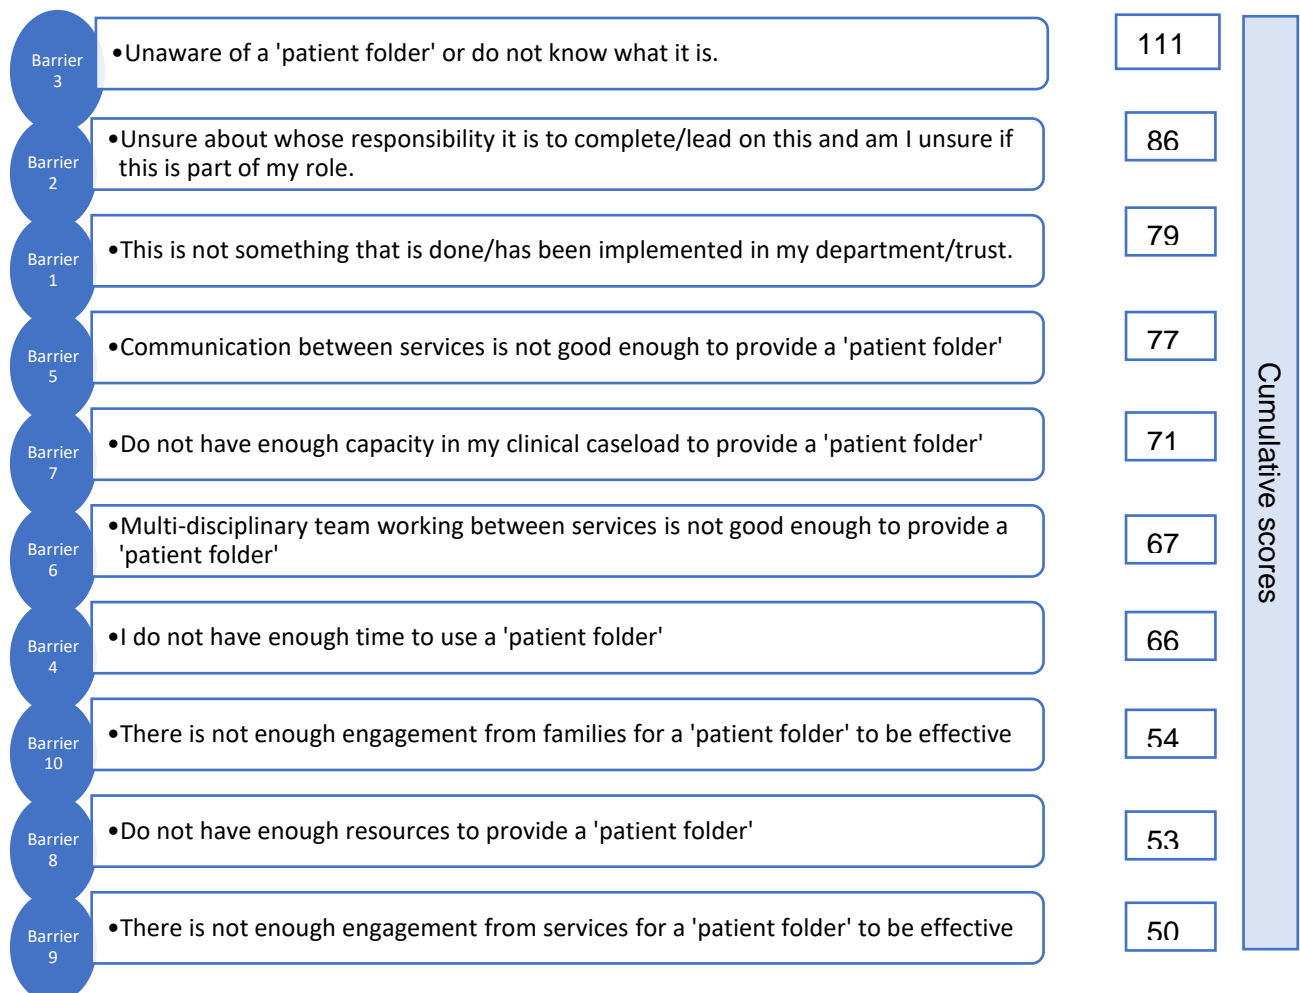 Barrier
3
•Unaware of a 'patient folder' or do not know what it is.
111
Barrier
2
•Unsure about whose responsibility it is to complete/lead on this and am I unsure if
this is part of my role.
86
Barrier
1
•This is not something that is done/has been implemented in my department/trust.
79
Barrier
5
•Communication between services is not good enough to provide a 'patient folder'
77
Barrier
7
•Do not have enough capacity in my clinical caseload to provide a 'patient folder'
71
Barrier
6
•Multi-disciplinary team working between services is not good enough to provide a
'patient folder'
67
Barrier
4
•I do not have enough time to use a 'patient folder'
66
Barrier
10
•There is not enough engagement from families for a 'patient folder' to be effective
54
Barrier
8
•Do not have enough resources to provide a 'patient folder'
53
Barrier
9
•There is not enough engagement from services for a 'patient folder' to be effective
50
Cumulative scores